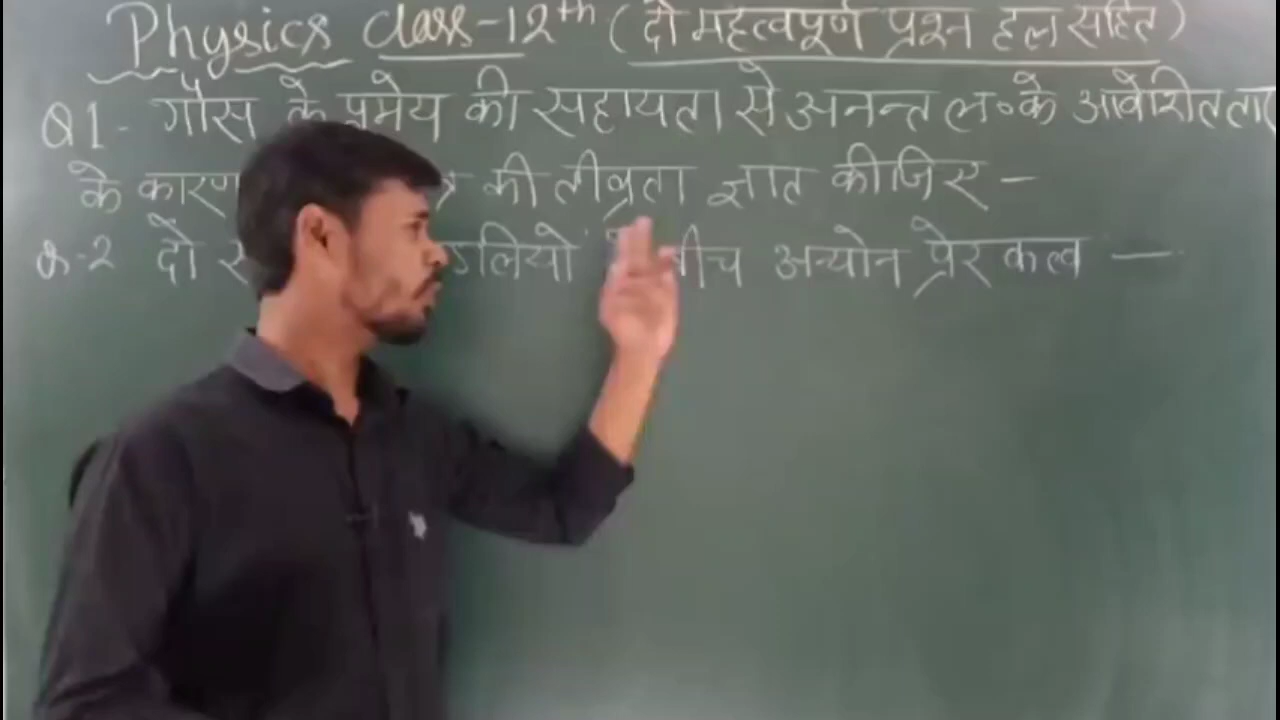 Physics Class-12th (दो महत्वपूर्ण प्रश्न हल सहित)
Q1- गौस के प्रमेय की सहायता से अनन्त ल०के आवेशित
के कारण की तीव्रता ज्ञात कीजिए -
Q-2 दो बीच अन्योन प्रेरकत्व —